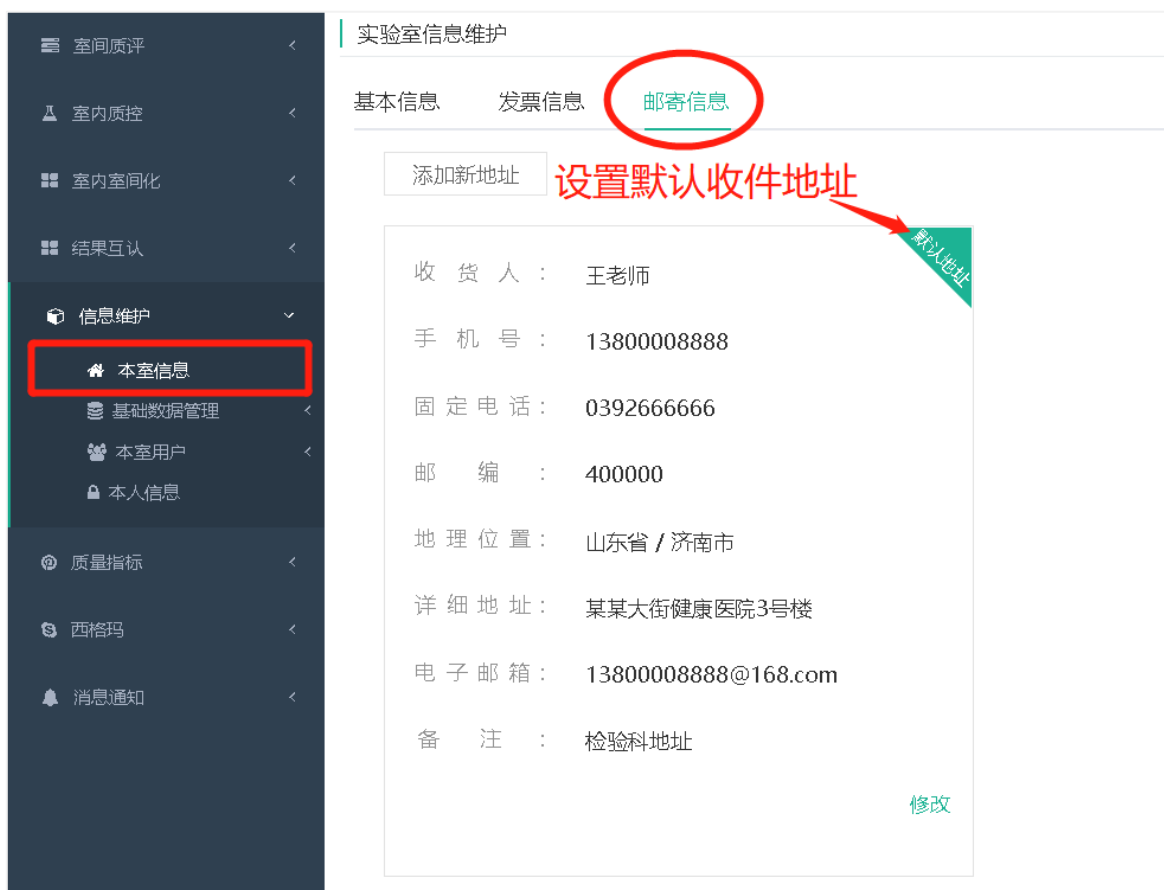 室间质评
室内质控
室内室间化
结果互认
信息维护
本室信息
基础数据管理
本室用户
本人信息
质量指标
西格玛
消息通知
实验室信息维护
基本信息 发票信息 邮寄信息
添加新地址
设置默认收件地址
默认地址
收货人: 王老师
手机号: 13800008888
固定电话: 0392666666
邮编: 400000
地理位置: 山东省 / 济南市
详细地址: 某某大街健康医院3号楼
电子邮箱: 13800008888@168.com
备注: 检验科地址
修改